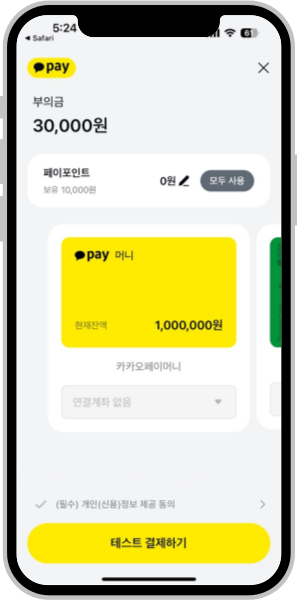 5:24
61
◀ Safari
pay
부의금
30,000원
페이포인트
보유 10,000원
0원
모두 사용
pay 머니
현재잔액
1,000,000원
카카오페이머니
연결계좌 없음
(필수) 개인(신용)정보 제공 동의
테스트 결제하기